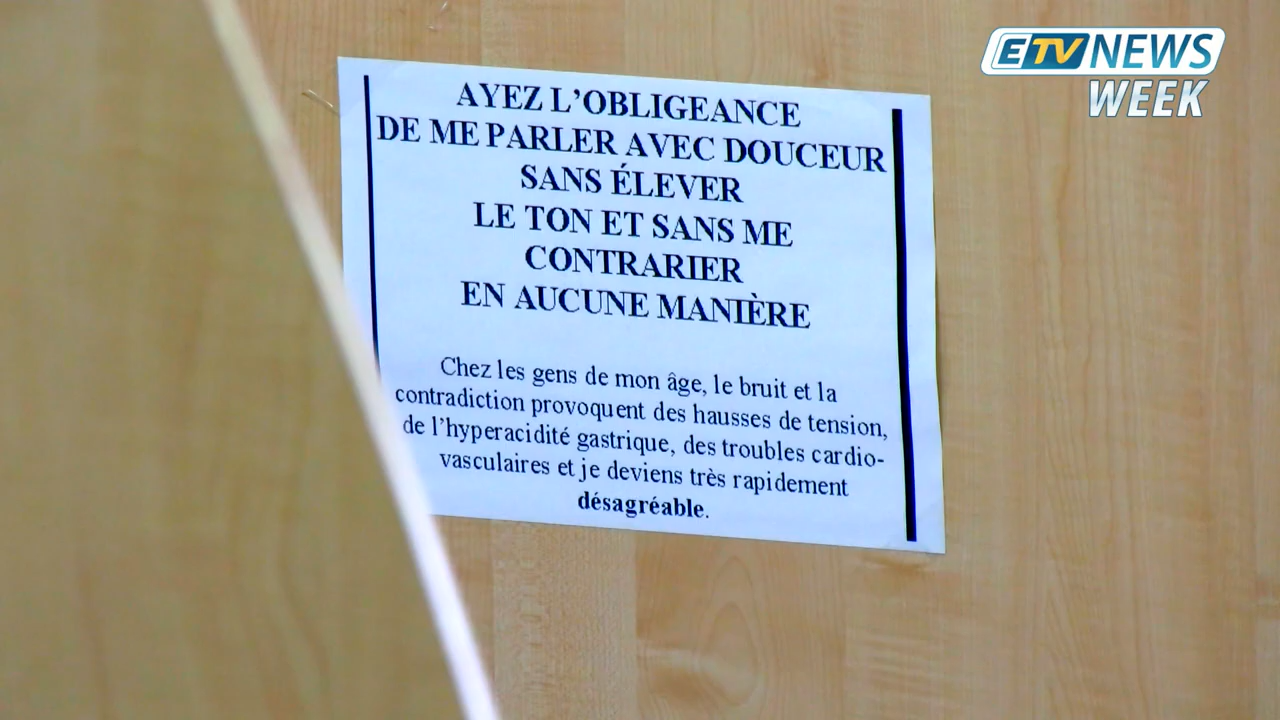 ETV NEWS
WEEK
AYEZ L'OBLIGEANCE
DE ME PARLER AVEC DOUCEUR
SANS ÉLEVER
LE TON ET SANS ME
CONTRARIER
EN AUCUNE MANIÈRE
Chez les gens de mon âge, le bruit et la
contradiction provoquent des hausses de tension,
de l'hyperacidité gastrique, des troubles cardio-
vasculaires et je deviens très rapidement
désagréable.